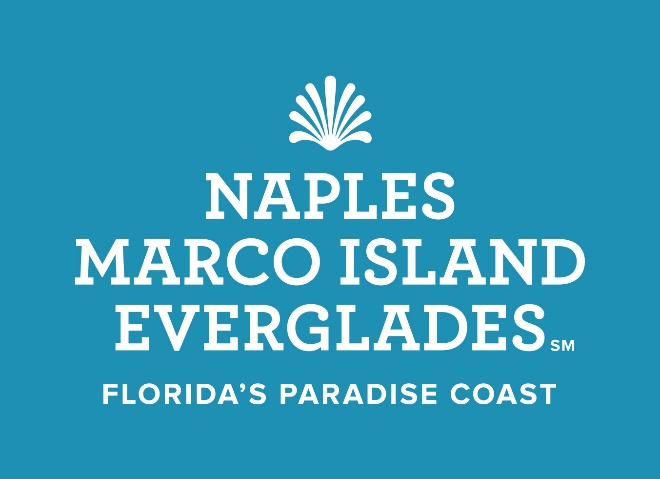 NAPLES
MARCO ISLAND
EVERGLADES SM
FLORIDA’S PARADISE COAST